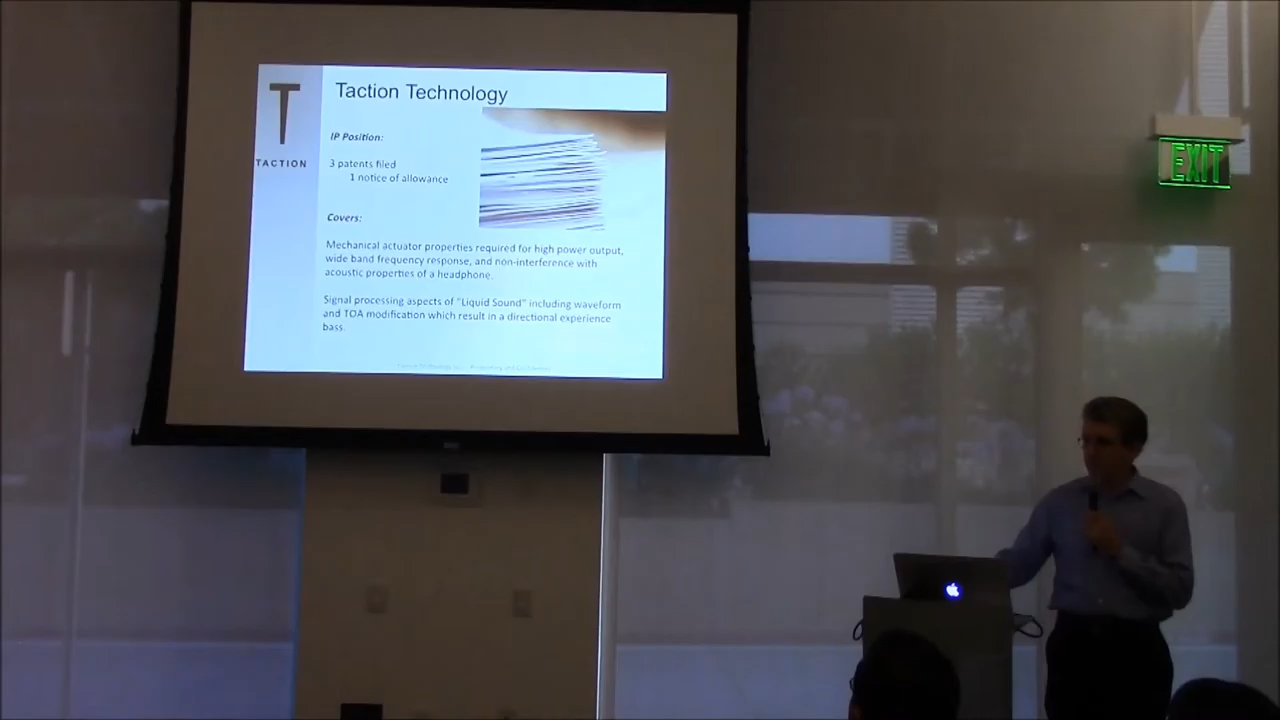 Taction Technology
TACTION
IP Position:
3 patents filed
1 notice of allowance
Covers:
Mechanical actuator properties required for high power output,
wide band frequency response, and non-interference with
acoustic properties of a headphone.
Signal processing aspects of "Liquid Sound" including waveform
and TOA modification which result in a directional experience
bass.
EXIT